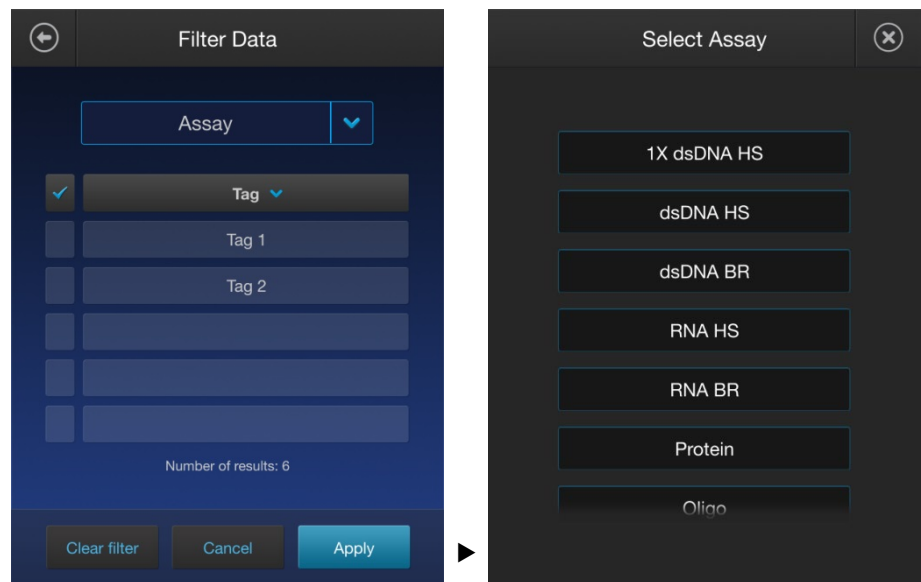 Filter Data
Assay
Tag
Tag 1
Tag 2
Number of results: 6
Clear filter
Cancel
Apply
Select Assay
1X dsDNA HS
dsDNA HS
dsDNA BR
RNA HS
RNA BR
Protein
Oligo